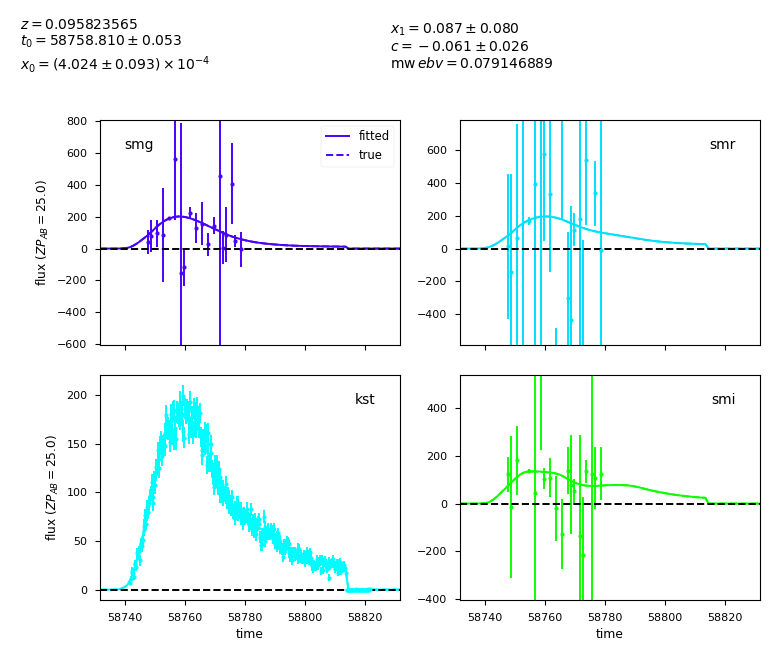 z = 0.095823565
t₀ = 58758.810 ± 0.053
x₀ = (4.024 ± 0.093) × 10⁻⁴
x₁ = 0.087 ± 0.080
c = −0.061 ± 0.026
mw ebv = 0.079146889
smg
fitted
true
800
600
400
200
0
−200
−400
−600
flux (ZP_AB = 25.0)
smr
600
400
200
0
−200
−400
kst
200
150
100
50
0
flux (ZP_AB = 25.0)
58740 58760 58780 58800 58820
time
smi
400
200
0
−200
−400
58740 58760 58780 58800 58820
time